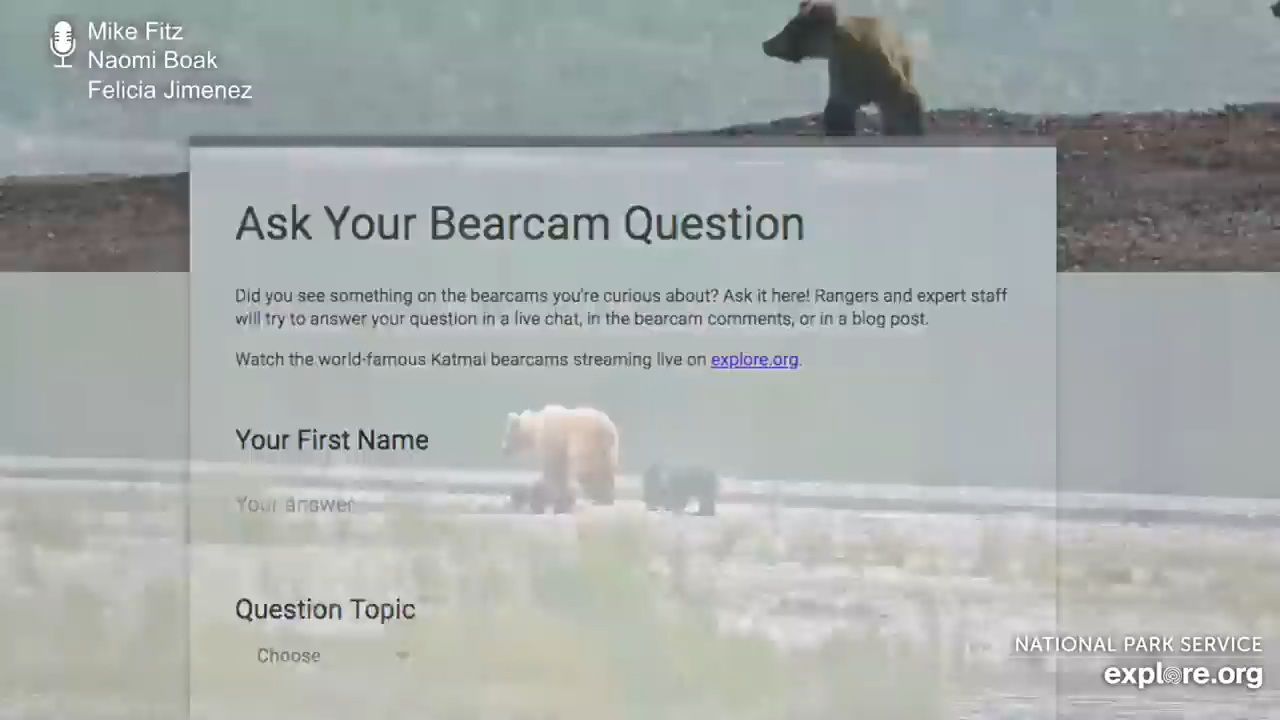 Mike Fitz
Naomi Boak
Felicia Jimenez
Ask Your Bearcam Question
Did you see something on the bearcams you're curious about? Ask it here! Rangers and expert staff
will try to answer your question in a live chat, in the bearcam comments, or in a blog post.
Watch the world-famous Katmai bearcams streaming live on explore.org.
Your First Name
Your answer
Question Topic
Choose
NATIONAL PARK SERVICE
explore.org